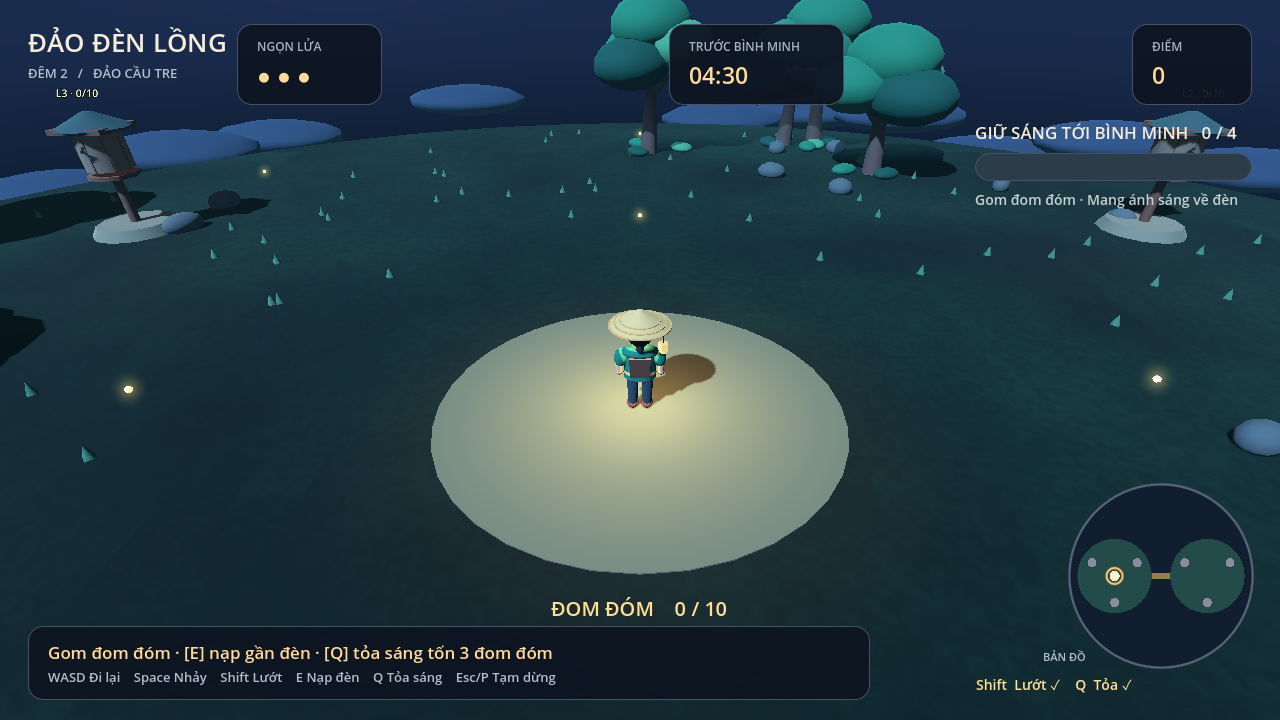 ĐẢO ĐÈN LỒNG
ĐÊM 2 / ĐẢO CẦU TRE
L3 · 0/10
NGỌN LỬA
TRƯỚC BÌNH MINH
04:30
ĐIỂM
0
L2 · 0/10
GIỮ SÁNG TỚI BÌNH MINH 0 / 4
Gom đom đóm · Mang ánh sáng về đèn
ĐOM ĐÓM 0 / 10
Gom đom đóm · [E] nạp gần đèn · [Q] tỏa sáng tốn 3 đom đóm
WASD Đi lại Space Nhảy Shift Lướt E Nạp đèn Q Tỏa sáng Esc/P Tạm dừng
BẢN ĐỒ
Shift Lướt ✓ Q Tỏa ✓